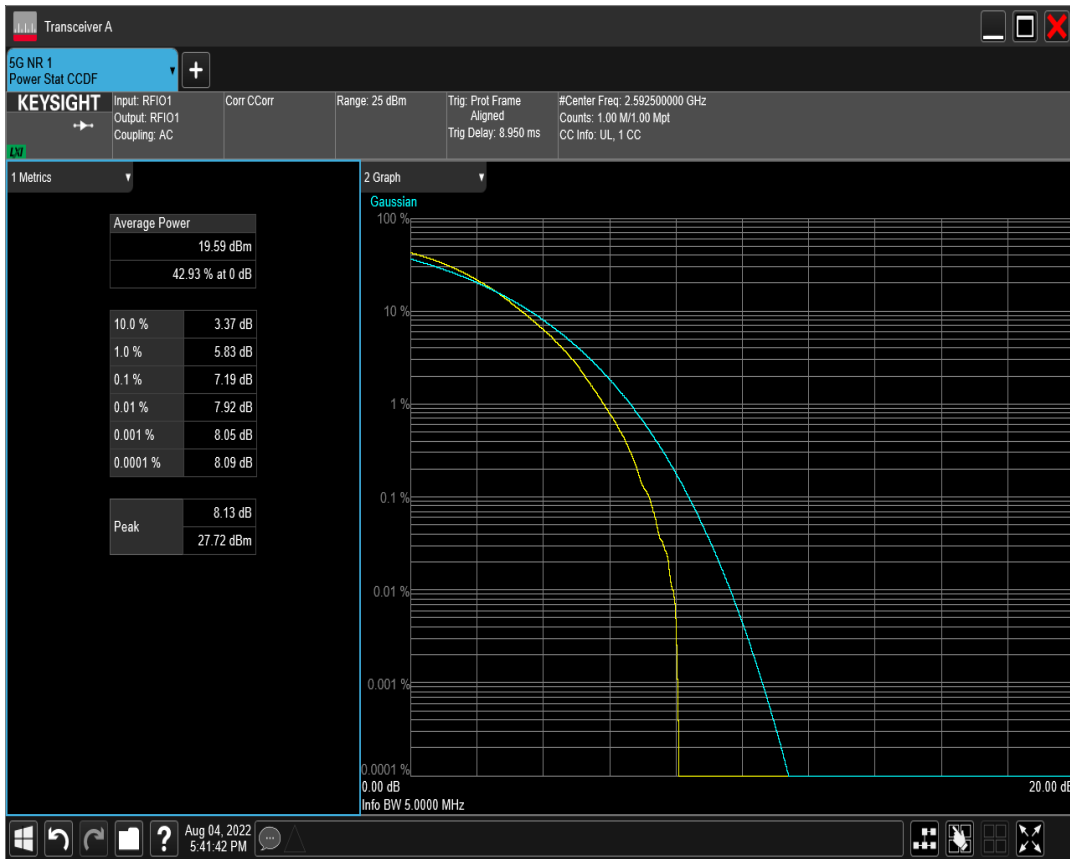 Transceiver A
5G NR 1
Power Stat CCDF
KEYSIGHT
LXI
Input: RFIO1
Output: RFIO1
Coupling: AC
Corr CCorr
Range: 25 dBm
Trig: Prot Frame
Aligned
Trig Delay: 8.950 ms
#Center Freq: 2.592500000 GHz
Counts: 1.00 M/1.00 Mpt
CC Info: UL, 1 CC
1 Metrics
Average Power
19.59 dBm
42.93 % at 0 dB
10.0 % 3.37 dB
1.0 % 5.83 dB
0.1 % 7.19 dB
0.01 % 7.92 dB
0.001 % 8.05 dB
0.0001 % 8.09 dB
Peak
8.13 dB
27.72 dBm
2 Graph
Gaussian
100 %
10 %
1 %
0.1 %
0.01 %
0.001 %
0.0001 %
0.00 dB 20.00 dB
Info BW 5.0000 MHz
?
Aug 04, 2022
5:41:42 PM